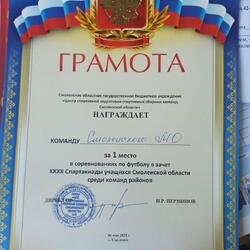 ГРАМОТА
Смоленское областное государственное бюджетное учреждение
«Центр спортивной подготовки спортивных сборных команд
Смоленской области»
НАГРАЖДАЕТ
КОМАНДУ Смоленского МО
за 1 место
в соревнованиях по футболу в зачет
XXXX Спартакиады учащихся Смоленской области
среди команд районов
ДИРЕКТОР